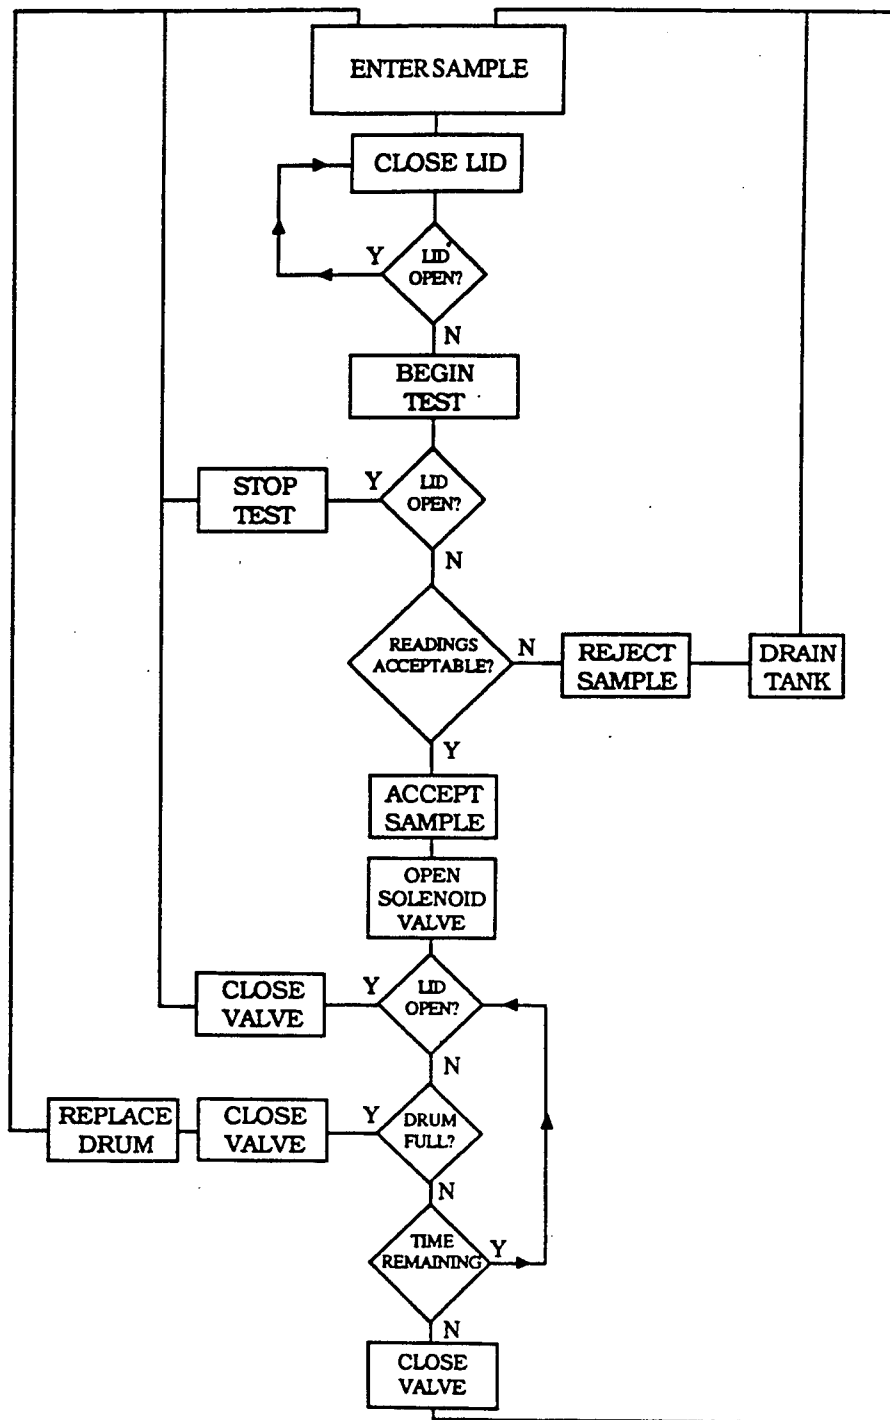 ENTER SAMPLE
CLOSE LID
Y
LID
OPEN?
N
BEGIN
TEST
STOP
TEST
Y
LID
OPEN?
N
READINGS
ACCEPTABLE?
N
REJECT
SAMPLE
DRAIN
TANK
Y
ACCEPT
SAMPLE
OPEN
SOLENOID
VALVE
CLOSE
VALVE
Y
LID
OPEN?
N
REPLACE
DRUM
CLOSE
VALVE
Y
DRUM
FULL?
N
TIME
REMAINING
Y
N
CLOSE
VALVE